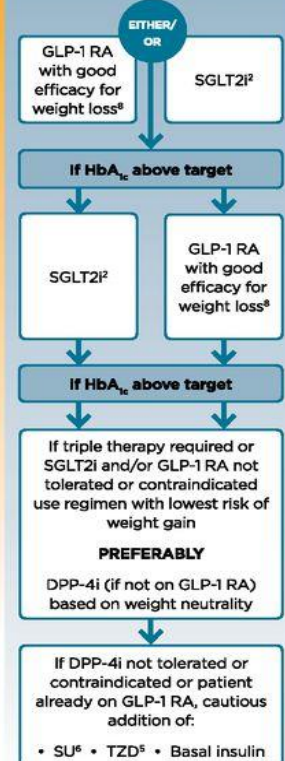 EITHER/
OR
GLP-1 RA
with good
efficacy for
weight loss⁸
SGLT2i²
If HbA₁c above target
SGLT2i²
GLP-1 RA
with good
efficacy for
weight loss⁸
If HbA₁c above target
If triple therapy required or
SGLT2i and/or GLP-1 RA not
tolerated or contraindicated
use regimen with lowest risk of
weight gain
PREFERABLY
DPP-4i (if not on GLP-1 RA)
based on weight neutrality
If DPP-4i not tolerated or
contraindicated or patient
already on GLP-1 RA, cautious
addition of:
• SU⁶ • TZD⁵ • Basal insulin